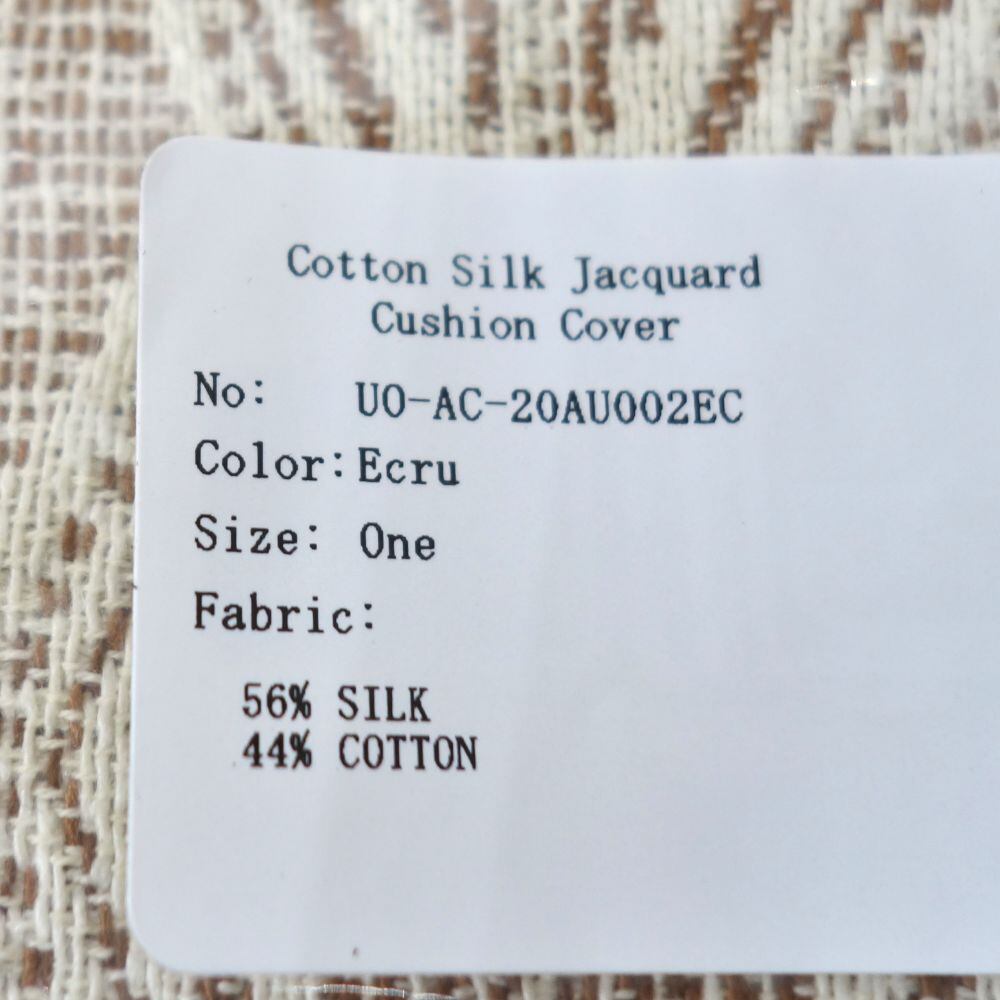 Cotton Silk Jacquard
Cushion Cover
No: UO-AC-20AU002EC
Color: Ecru
Size: One
Fabric:
56% SILK
44% COTTON